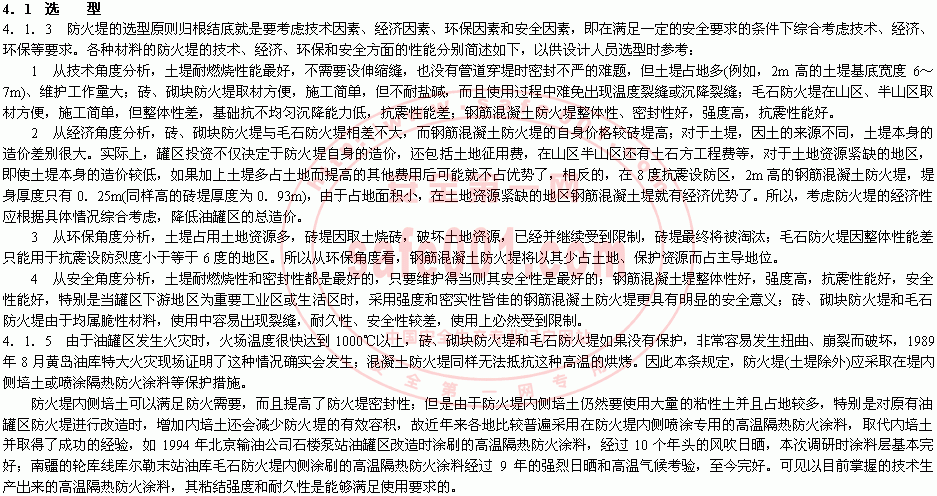 4．1 选 型
4．1．3 防火堤的选型原则归根结底就是要考虑技术因素、经济因素、环保因素和安全因素，即在满足一定的安全要求的条件下综合考虑技术、经济、
环保等要求。各种材料的防火堤的技术、经济、环保和安全方面的性能分别简述如下，以供设计人员选型时参考：
1 从技术角度分析，土堤耐燃烧性能最好，不需要设伸缩缝，也没有管道穿堤时密封不严的难题，但土堤占地多(例如，2m 高的土堤基底宽度 6～
7m)、维护工作量大；砖、砌块防火堤取材方便，施工简单，但不耐盐碱，而且使用过程中难免出现温度裂缝或沉降裂缝；毛石防火堤在山区、半山区取
材方便，施工简单，但整体性差，基础抗不均匀沉降能力低，抗震性能差；钢筋混凝土防火堤整体性、密封性好，强度高，抗震性能好。
2 从经济角度分析，砖、砌块防火堤与毛石防火堤相差不大，而钢筋混凝土防火堤的自身价格较砖堤高；对于土堤，因土的来源不同，土堤本身的
造价差别很大。实际上，罐区投资不仅决定于防火堤自身的造价，还包括土地征用费，在山区半山区还有土石方工程费等，对于土地资源紧缺的地区，
即使土堤本身的造价较低，如果加上土堤多占土地而提高的其他费用后可能就不占优势了，相反的，在 8 度抗震设防区，2m 高的钢筋混凝土防火堤，堤
身厚度只有 0．25m(同样高的砖堤厚度为 0．93m)，由于占地面积小，在土地资源紧缺的地区钢筋混凝土堤就有经济优势了。所以，考虑防火堤的经济性
应根据具体情况综合考虑，降低油罐区的总造价。
3 从环保角度分析，土堤占用土地资源多，砖堤因取土烧砖，破坏土地资源，已经并继续受到限制，砖堤最终将被淘汰；毛石防火堤因整体性能差
只能用于抗震设防烈度小于等于 6 度的地区。所以从环保角度看，钢筋混凝土防火堤将以其少占土地、保护资源而占主导地位。
4 从安全角度分析，土堤耐燃烧性和密封性都是最好的，只要维护得当则其安全性是最好的；钢筋混凝土堤整体性好，强度高，抗震性能好，安全
性能好，特别是当罐区下游地区为重要工业区或生活区时，采用强度和密实性皆佳的钢筋混凝土防火堤更具有明显的安全意义；砖、砌块防火堤和毛石
防火堤由于均属脆性材料，使用中容易出现裂缝，耐久性、安全性较差，使用上必然受到限制。
4．1．5 由于油罐区发生火灾时，火场温度很快达到 1000℃以上，砖、砌块防火堤和毛石防火堤如果没有保护，非常容易发生扭曲、崩裂而破坏，1989
年 8 月黄岛油库特大火灾现场证明了这种情况确实会发生；混凝土防火堤同样无法抵抗这种高温的烘烤。因此本条规定，防火堤(土堤除外)应采取在堤内
侧培土或喷涂隔热防火涂料等保护措施。
防火堤内侧培土可以满足防火需要，而且提高了防火堤密封性；但是由于防火堤内侧培土仍然要使用大量的粘性土并且占地较多，特别是对原有油
罐区防火堤进行改造时，增加内培土还会减少防火堤的有效容积，故近年来各地比较普遍采用在防火堤内侧喷涂专用的高温隔热防火涂料，取代内培土
并取得了成功的经验，如 1994 年北京输油公司石楼泵站油罐区改造时涂刷的高温隔热防火涂料，经过 10 个年头的风吹日晒，本次调研时涂料层基本完
好；南疆的轮库线库尔勒末站油库毛石防火堤内侧涂刷的高温隔热防火涂料经过 9 年的强烈日晒和高温气候考验，至今完好。可见以目前掌握的技术生
产出来的高温隔热防火涂料，其粘结强度和耐久性是能够满足使用要求的。
安全第一网
safe001.com
安全第一网专用